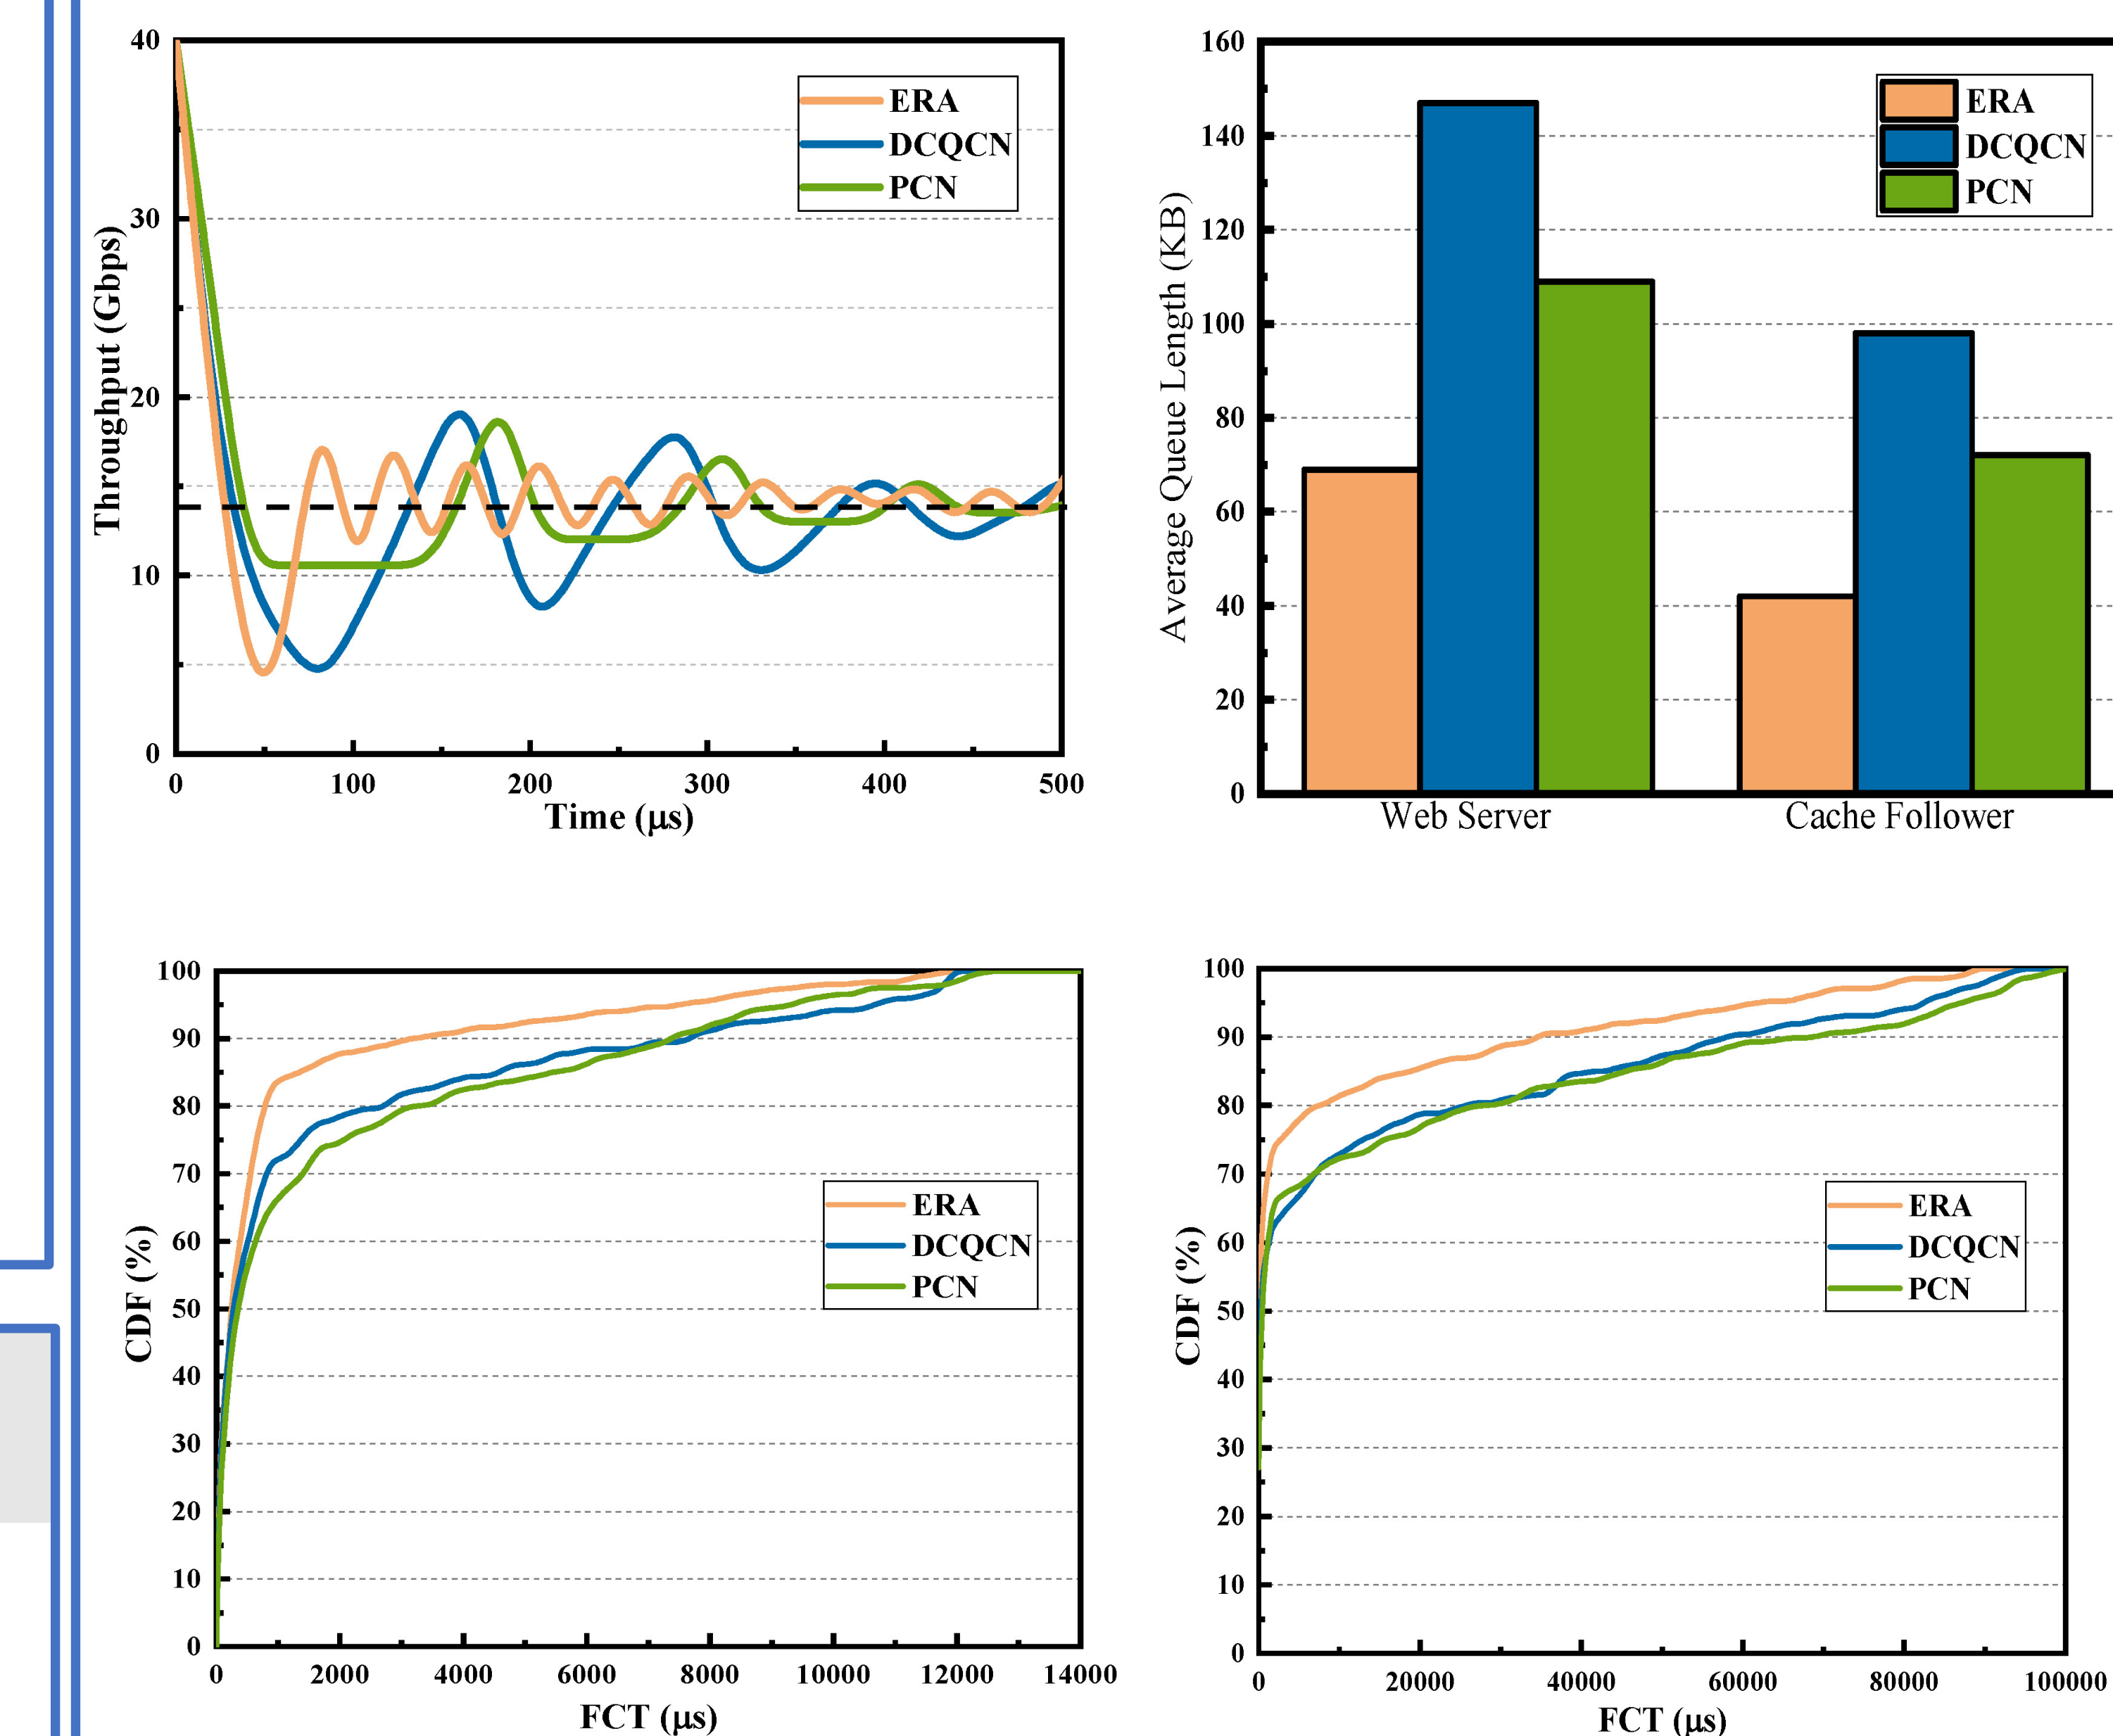 40
30
20
10
0
Throughput (Gbps)
ERA
DCQCN
PCN
0 100 200 300 400 500
Time (μs)
160
140
120
100
80
60
40
20
0
Average Queue Length (KB)
ERA
DCQCN
PCN
Web Server Cache Follower
100
90
80
70
60
50
40
30
20
10
0
CDF (%)
ERA
DCQCN
PCN
0 2000 4000 6000 8000 10000 12000 14000
FCT (μs)
100
90
80
70
60
50
40
30
20
10
0
CDF (%)
ERA
DCQCN
PCN
0 20000 40000 60000 80000 100000
FCT (μs)